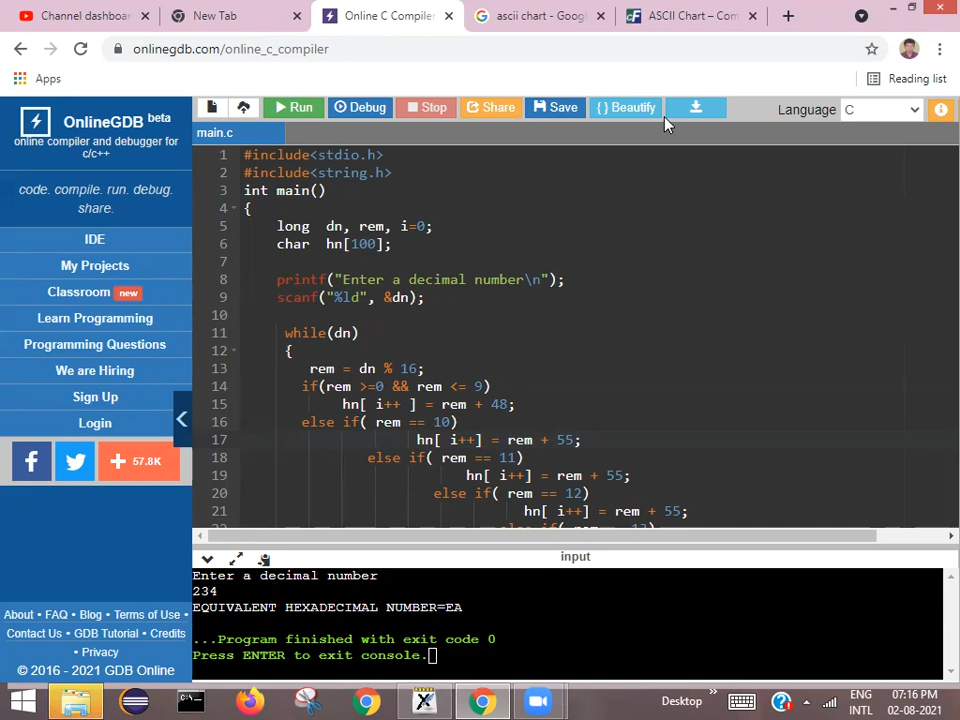 Channel dashboa
New Tab
Online C Compiler
ascii chart - Goog
ASCII Chart – Com
onlinegdb.com/online_c_compiler
Apps
Reading list
OnlineGDB beta
online compiler and debugger for
c/c++
code. compile. run. debug.
share.
IDE
My Projects
Classroom new
Learn Programming
Programming Questions
We are Hiring
Sign Up
Login
57.8K
About • FAQ • Blog • Terms of Use •
Contact Us • GDB Tutorial • Credits
• Privacy
© 2016 - 2021 GDB Online
Run
Debug
Stop
Share
Save
{ } Beautify
Language C
main.c
1 #include<stdio.h>
2 #include<string.h>
3 int main()
4 {
5 long dn, rem, i=0;
6 char hn[100];
7
8 printf("Enter a decimal number\n");
9 scanf("%ld", &dn);
10
11 while(dn)
12 {
13 rem = dn % 16;
14 if(rem >=0 && rem <= 9)
15 hn[ i++ ] = rem + 48;
16 else if( rem == 10)
17 hn[ i++] = rem + 55;
18 else if( rem == 11)
19 hn[ i++] = rem + 55;
20 else if( rem == 12)
21 hn[ i++] = rem + 55;
input
Enter a decimal number
234
EQUIVALENT HEXADECIMAL NUMBER=EA
...Program finished with exit code 0
Press ENTER to exit console.
Desktop
ENG
INTL
07:16 PM
02-08-2021